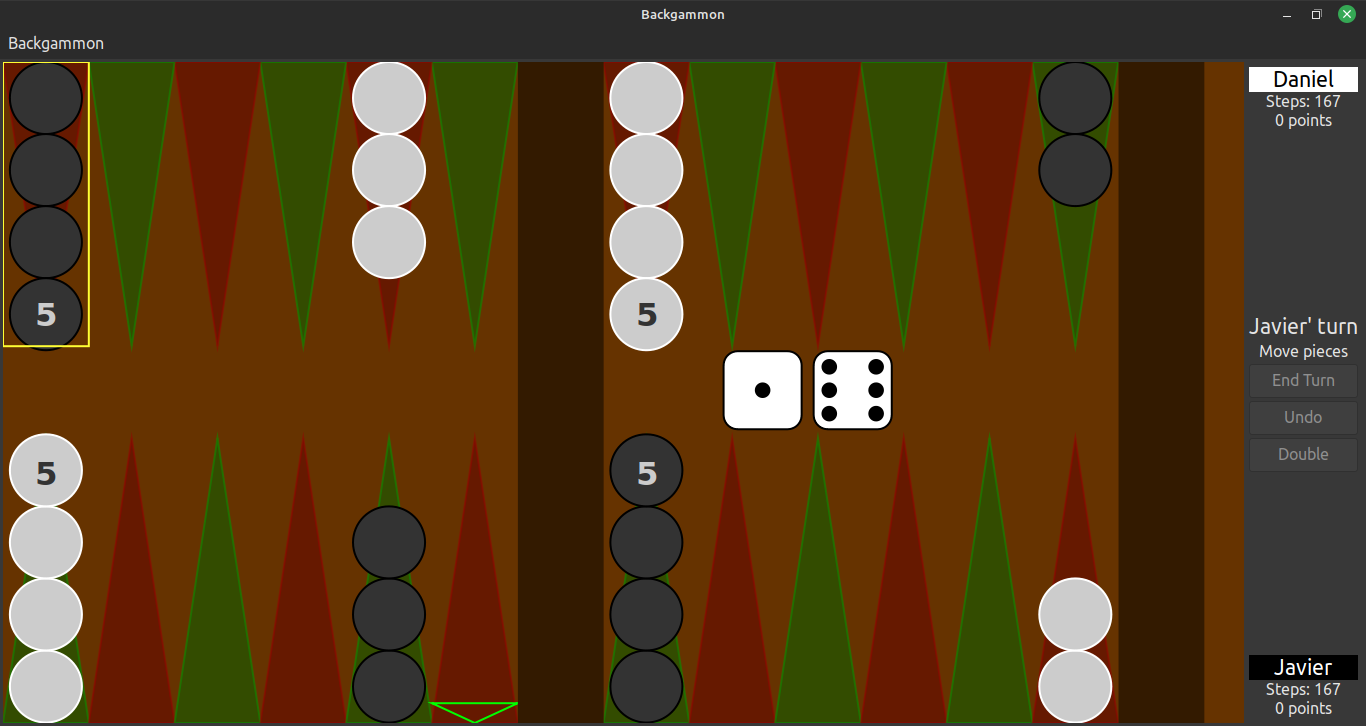 Backgammon
Backgammon
Daniel
Steps: 167
0 points
5
5
Javier' turn
Move pieces
End Turn
Undo
Double
5
5
Javier
Steps: 167
0 points